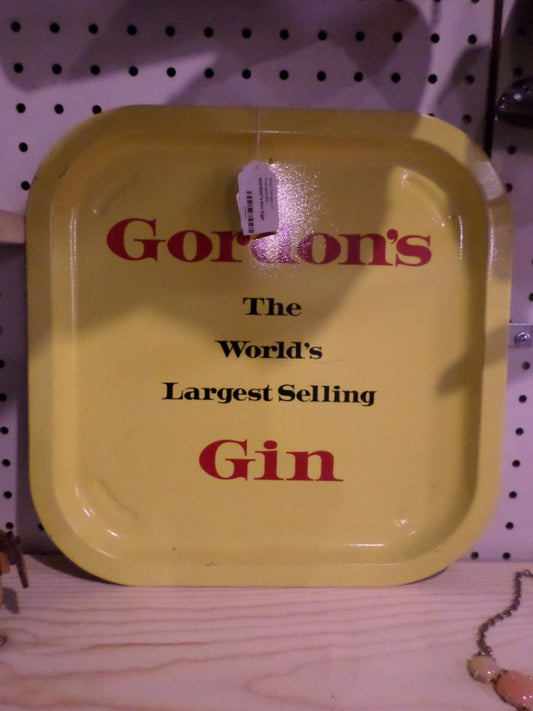 Gordon's
The
World's
Largest Selling
Gin